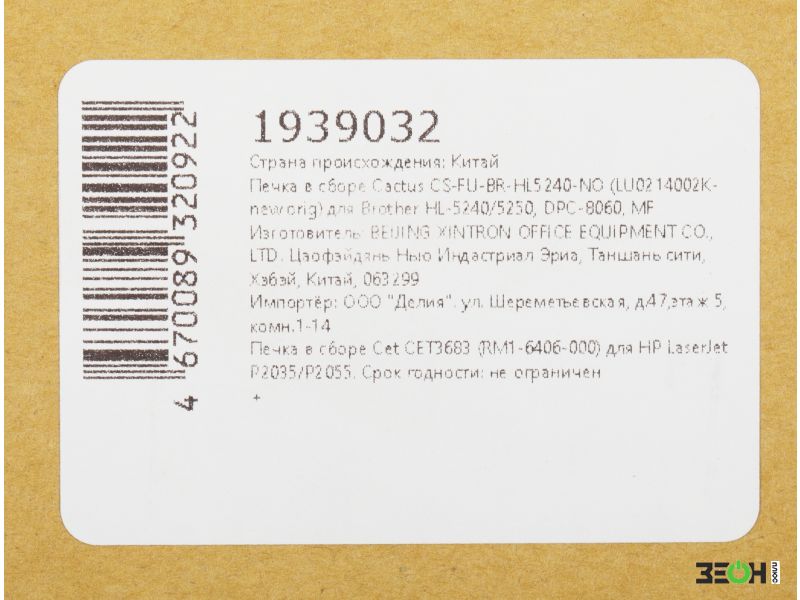 1939032
Страна происхождения: Китай
Печка в сборе Cactus CS-FU-BR-HL5240-NO (LU0214002K-
new/orig) для Brother HL-5240/5250, DPC-8060, MF
Изготовитель: BEIJING XINTRON OFFICE EQUIPMENT CO.,
LTD. Цаофайдянь Нью Индастриал Эриа, Таншань сити,
Хэбэй, Китай, 063299
Импортёр: ООО "Делия". ул. Шереметьевская, д47,этаж 5,
комн.1-14
Печка в сборе Cet CET3683 (RM1-6406-000) для HP LaserJet
P2035/P2055. Срок годности: не ограничен
+
4 670089 320922
ЗЕОН плюс